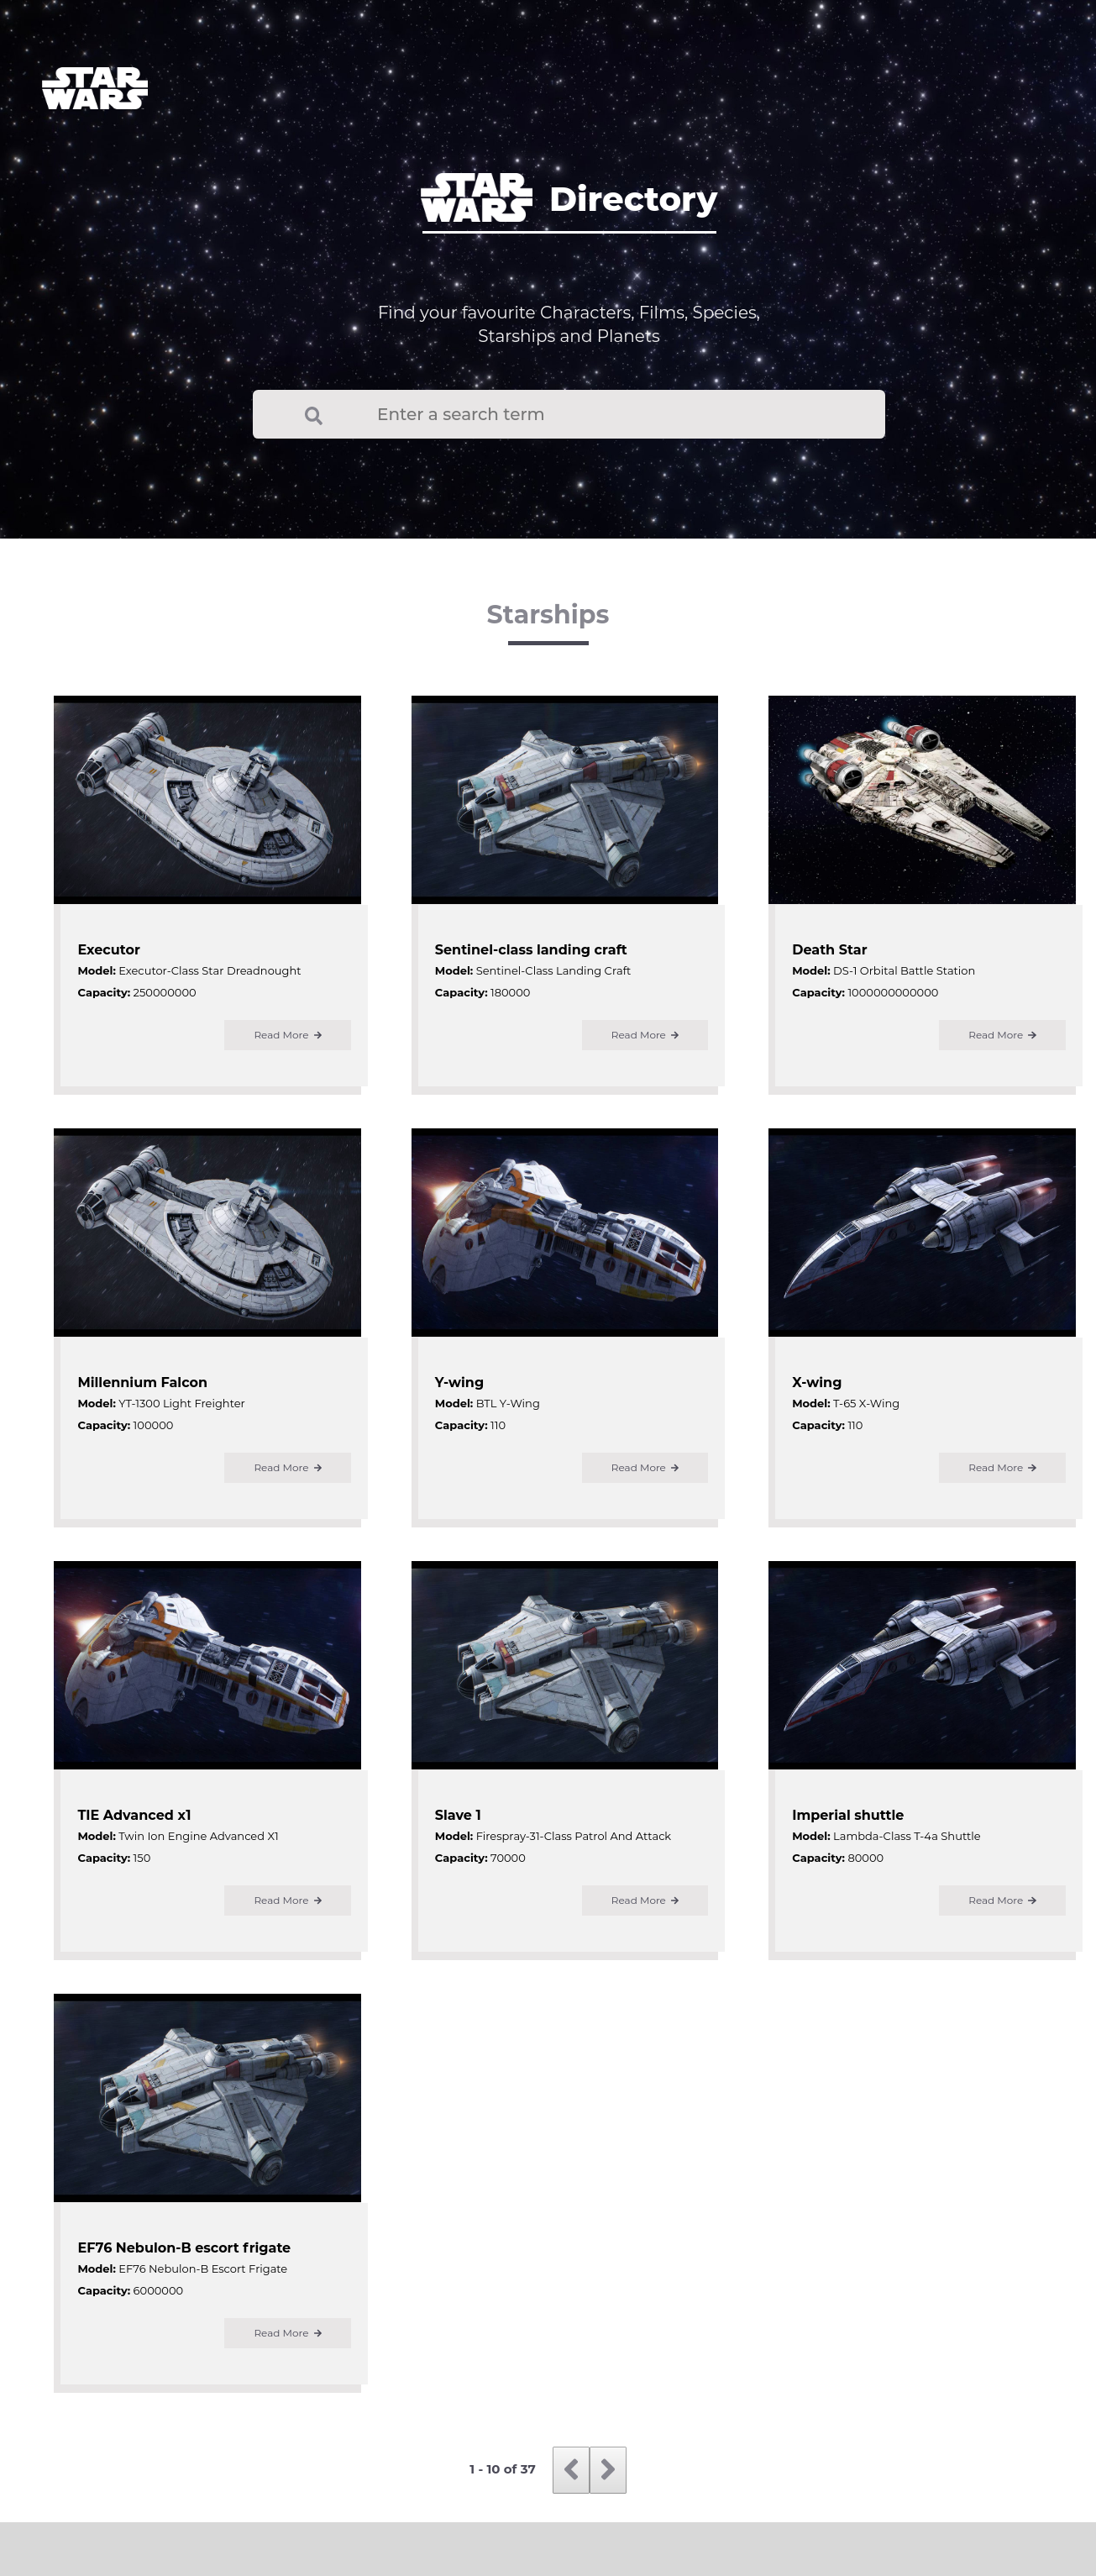 STAR
WARS
STAR
WARS Directory
Find your favourite Characters, Films, Species,
Starships and Planets
Enter a search term
Starships
Executor
Model: Executor-Class Star Dreadnought
Capacity: 250000000
Read More
Sentinel-class landing craft
Model: Sentinel-Class Landing Craft
Capacity: 180000
Read More
Death Star
Model: DS-1 Orbital Battle Station
Capacity: 1000000000000
Read More
Millennium Falcon
Model: YT-1300 Light Freighter
Capacity: 100000
Read More
Y-wing
Model: BTL Y-Wing
Capacity: 110
Read More
X-wing
Model: T-65 X-Wing
Capacity: 110
Read More
TIE Advanced x1
Model: Twin Ion Engine Advanced X1
Capacity: 150
Read More
Slave 1
Model: Firespray-31-Class Patrol And Attack
Capacity: 70000
Read More
Imperial shuttle
Model: Lambda-Class T-4a Shuttle
Capacity: 80000
Read More
EF76 Nebulon-B escort frigate
Model: EF76 Nebulon-B Escort Frigate
Capacity: 6000000
Read More
1 - 10 of 37